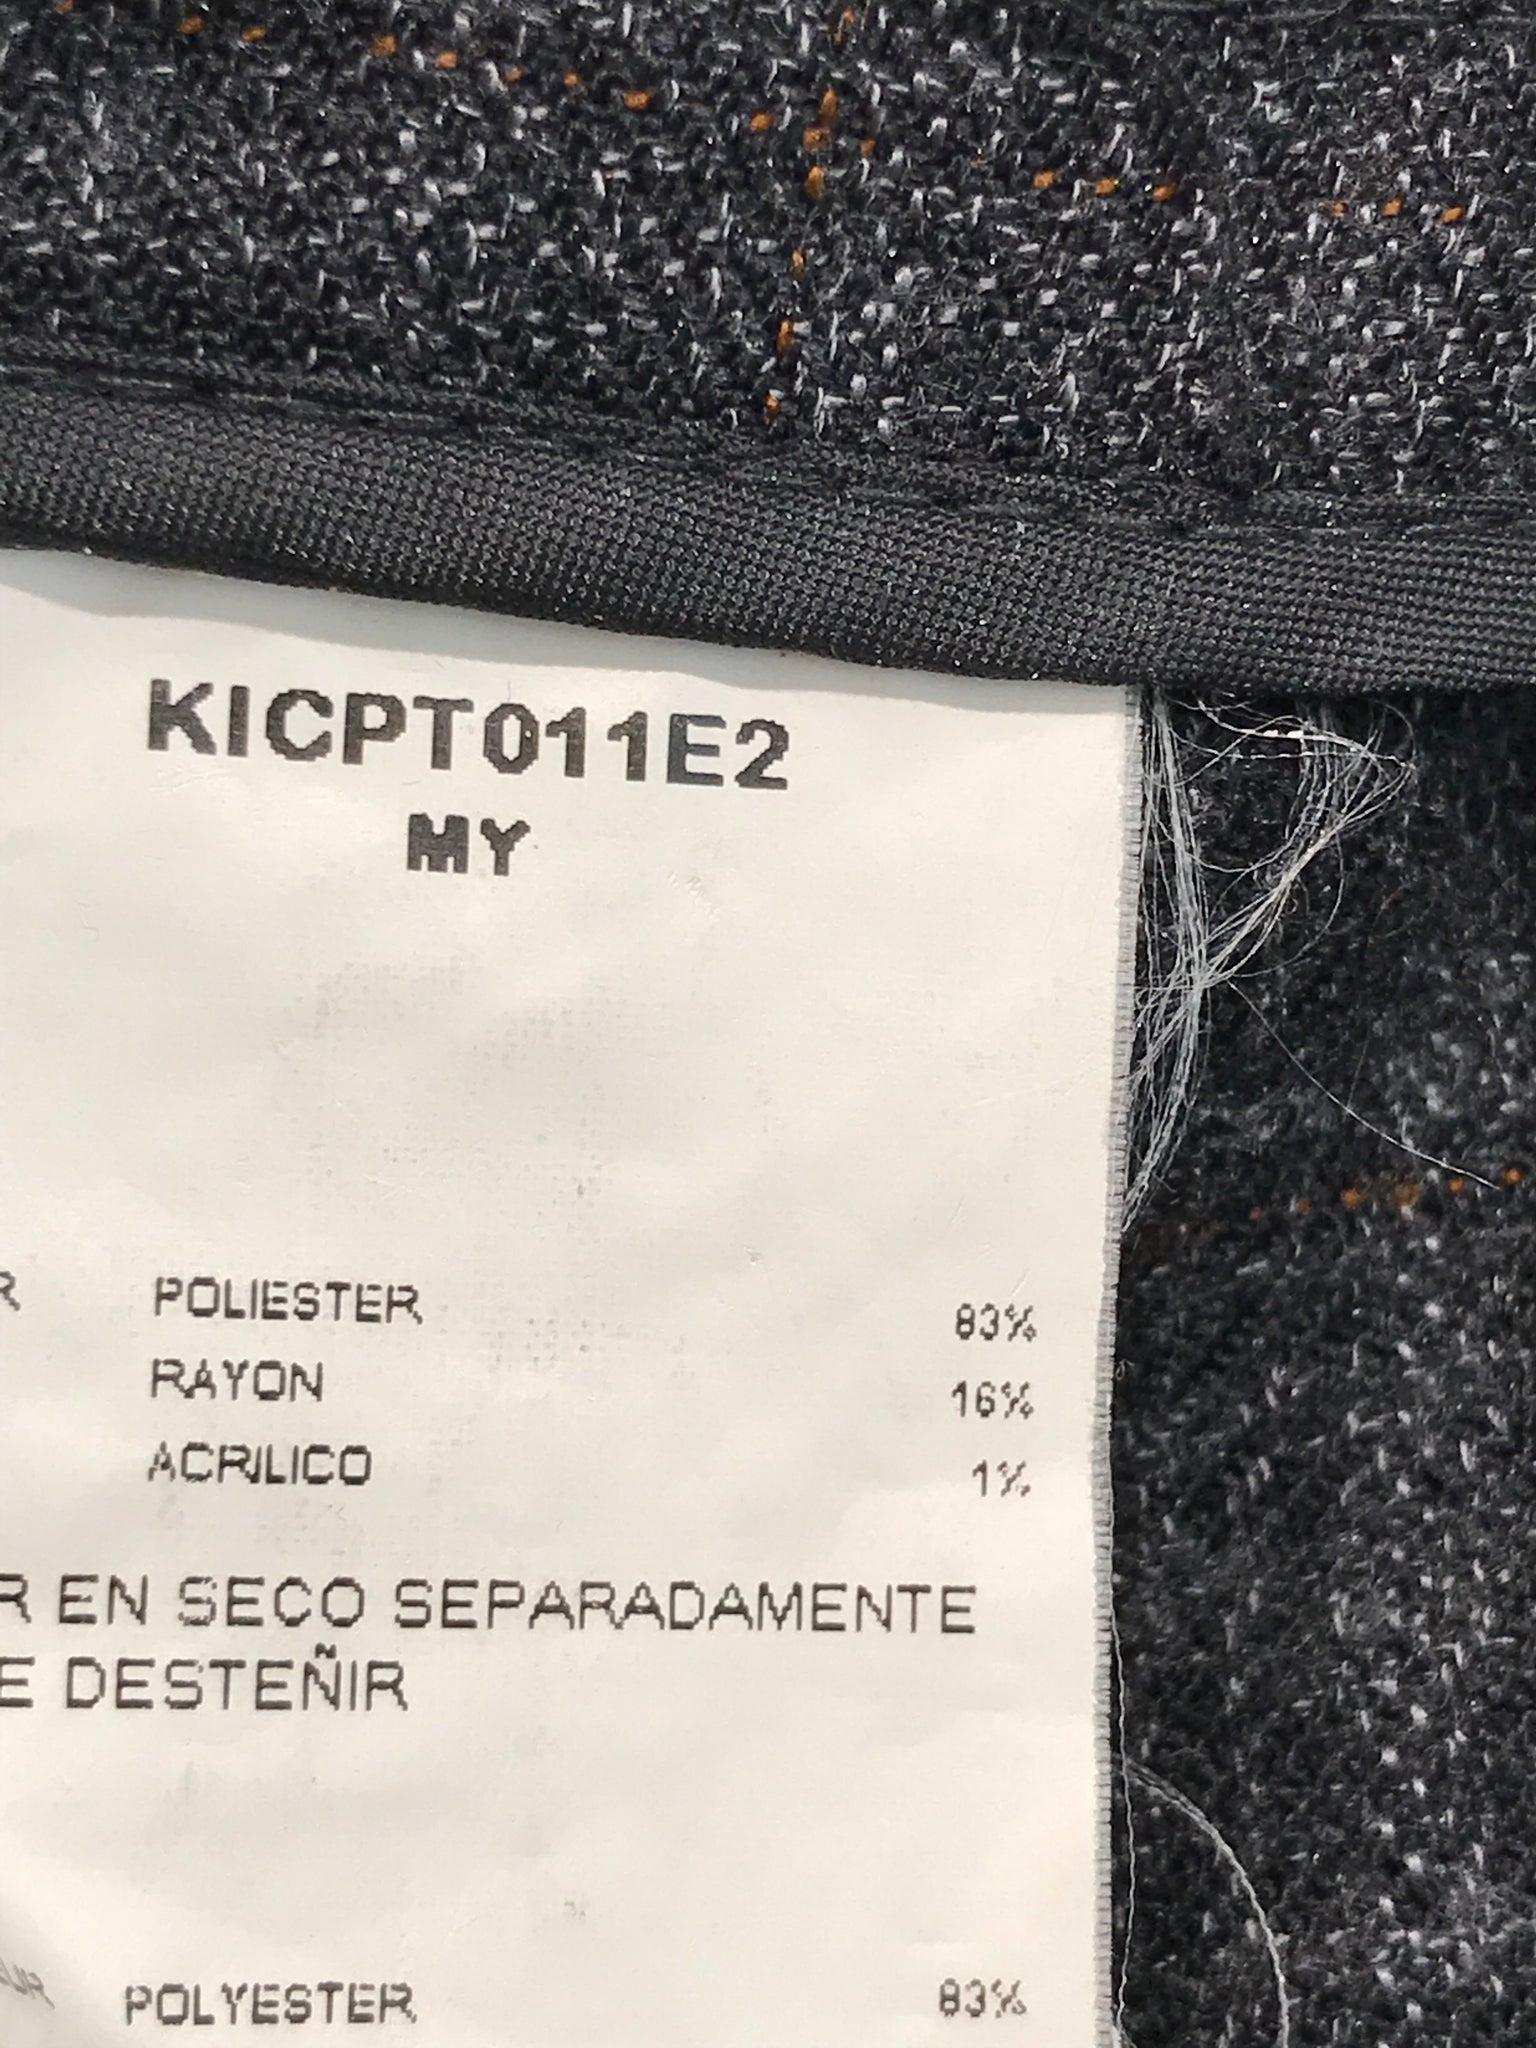 KICPT011E2
MY
R POLIESTER 83%
RAYON 16%
ACRILICO 1%
R EN SECO SEPARADAMENTE
E DESTEÑIR
POLYESTER 83%